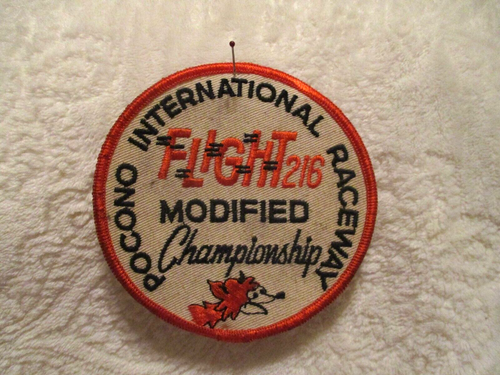 POCONO INTERNATIONAL RACEWAY
FLIGHT 216
MODIFIED
Championship